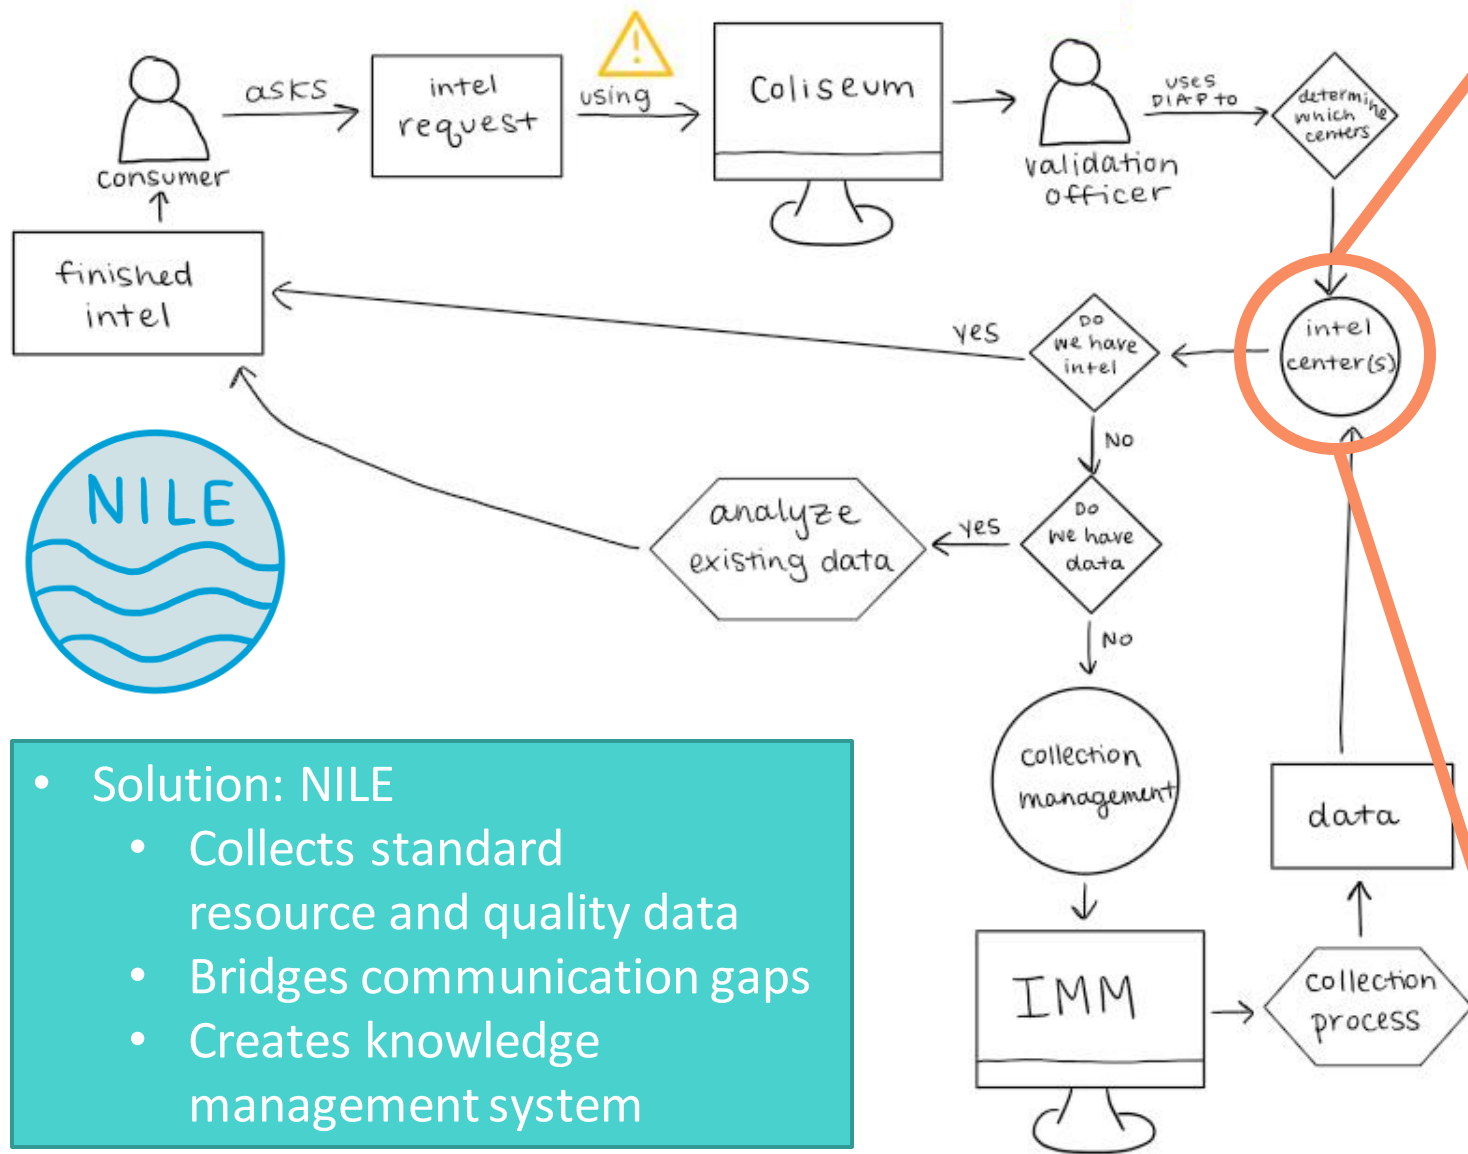 consumer
asks
intel
request
using
Coliseum
validation
officer
uses
DIAP to
determine
which
centers
intel
center(s)
Do
we have
intel
yes
finished
intel
No
Do
we have
data
yes
analyze
existing data
No
collection
management
IMM
collection
process
data
NILE
• Solution: NILE
• Collects standard
resource and quality data
• Bridges communication gaps
• Creates knowledge
management system